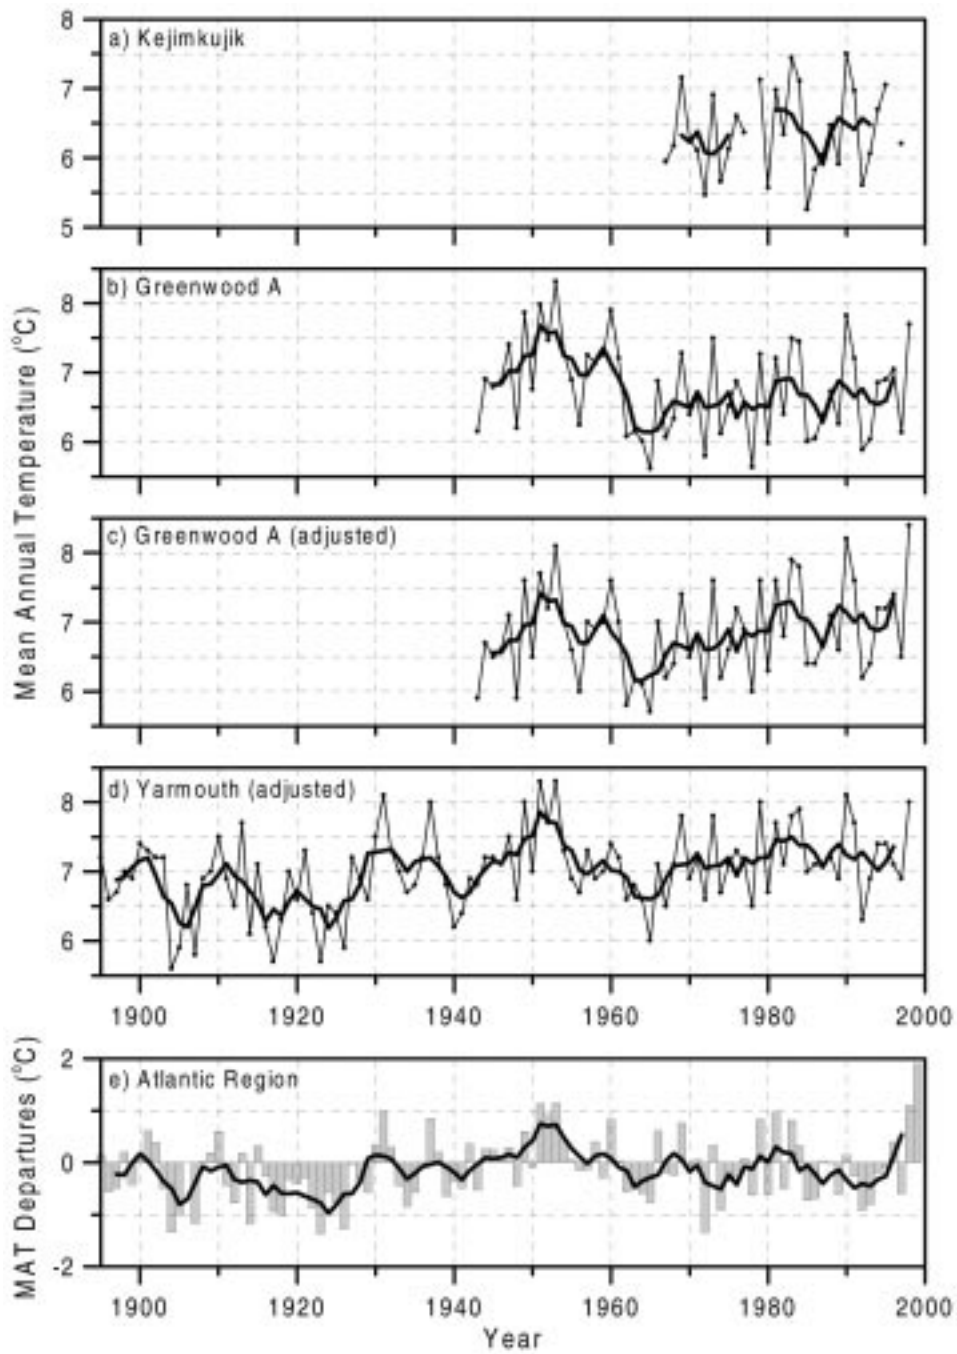 8
a) Kejimkujik
7
6
5
b) Greenwood A
8
7
6
Mean Annual Temperature (°C)
c) Greenwood A (adjusted)
8
7
6
d) Yarmouth (adjusted)
8
7
6
1900 1920 1940 1960 1980 2000
MAT Departures (°C)
2
e) Atlantic Region
0
-2
1900 1920 1940 1960 1980 2000
Year